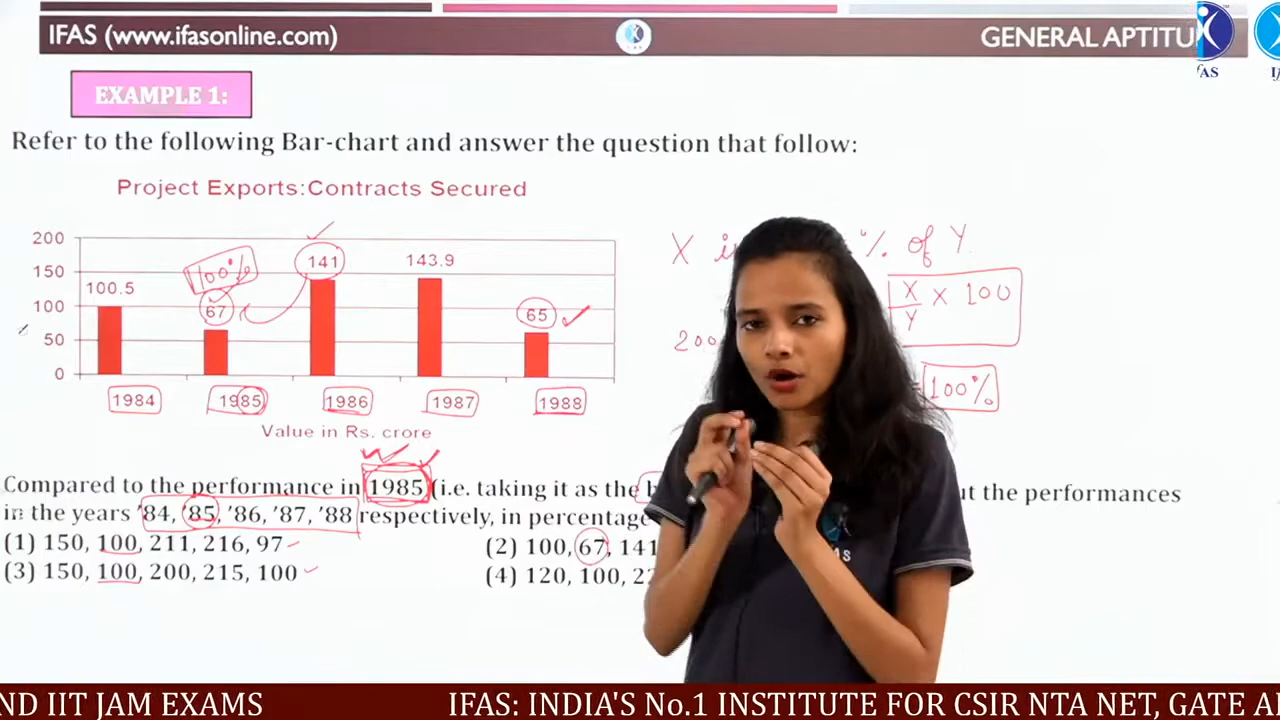 IFAS (www.ifasonline.com)
GENERAL APTITU
AS
EXAMPLE 1:
Refer to the following Bar-chart and answer the question that follow:
Project Exports:Contracts Secured
200
150
100
50
0
100%
100.5
67
141
143.9
65
1984
1985
1986
1987
1988
Value in Rs. crore
X % of Y
X/Y × 100
200
100%
Compared to the performance in 1985 (i.e. taking it as the
t the performances
in the years '84, '85, '86, '87, '88 respectively, in percentage
(1) 150, 100, 211, 216, 97
(2) 100, 67, 141
(3) 150, 100, 200, 215, 100
(4) 120, 100,
ND IIT JAM EXAMS
IFAS: INDIA'S No.1 INSTITUTE FOR CSIR NTA NET, GATE